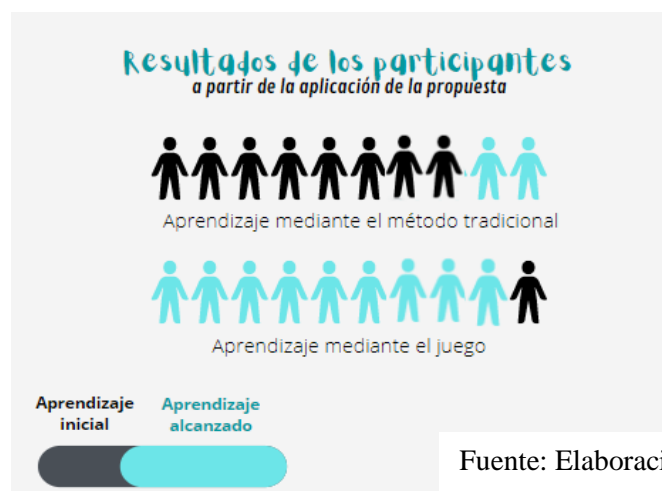 Resultados de los participantes
a partir de la aplicación de la propuesta
Aprendizaje mediante el método tradicional
Aprendizaje mediante el juego
Aprendizaje inicial
Aprendizaje alcanzado
Fuente: